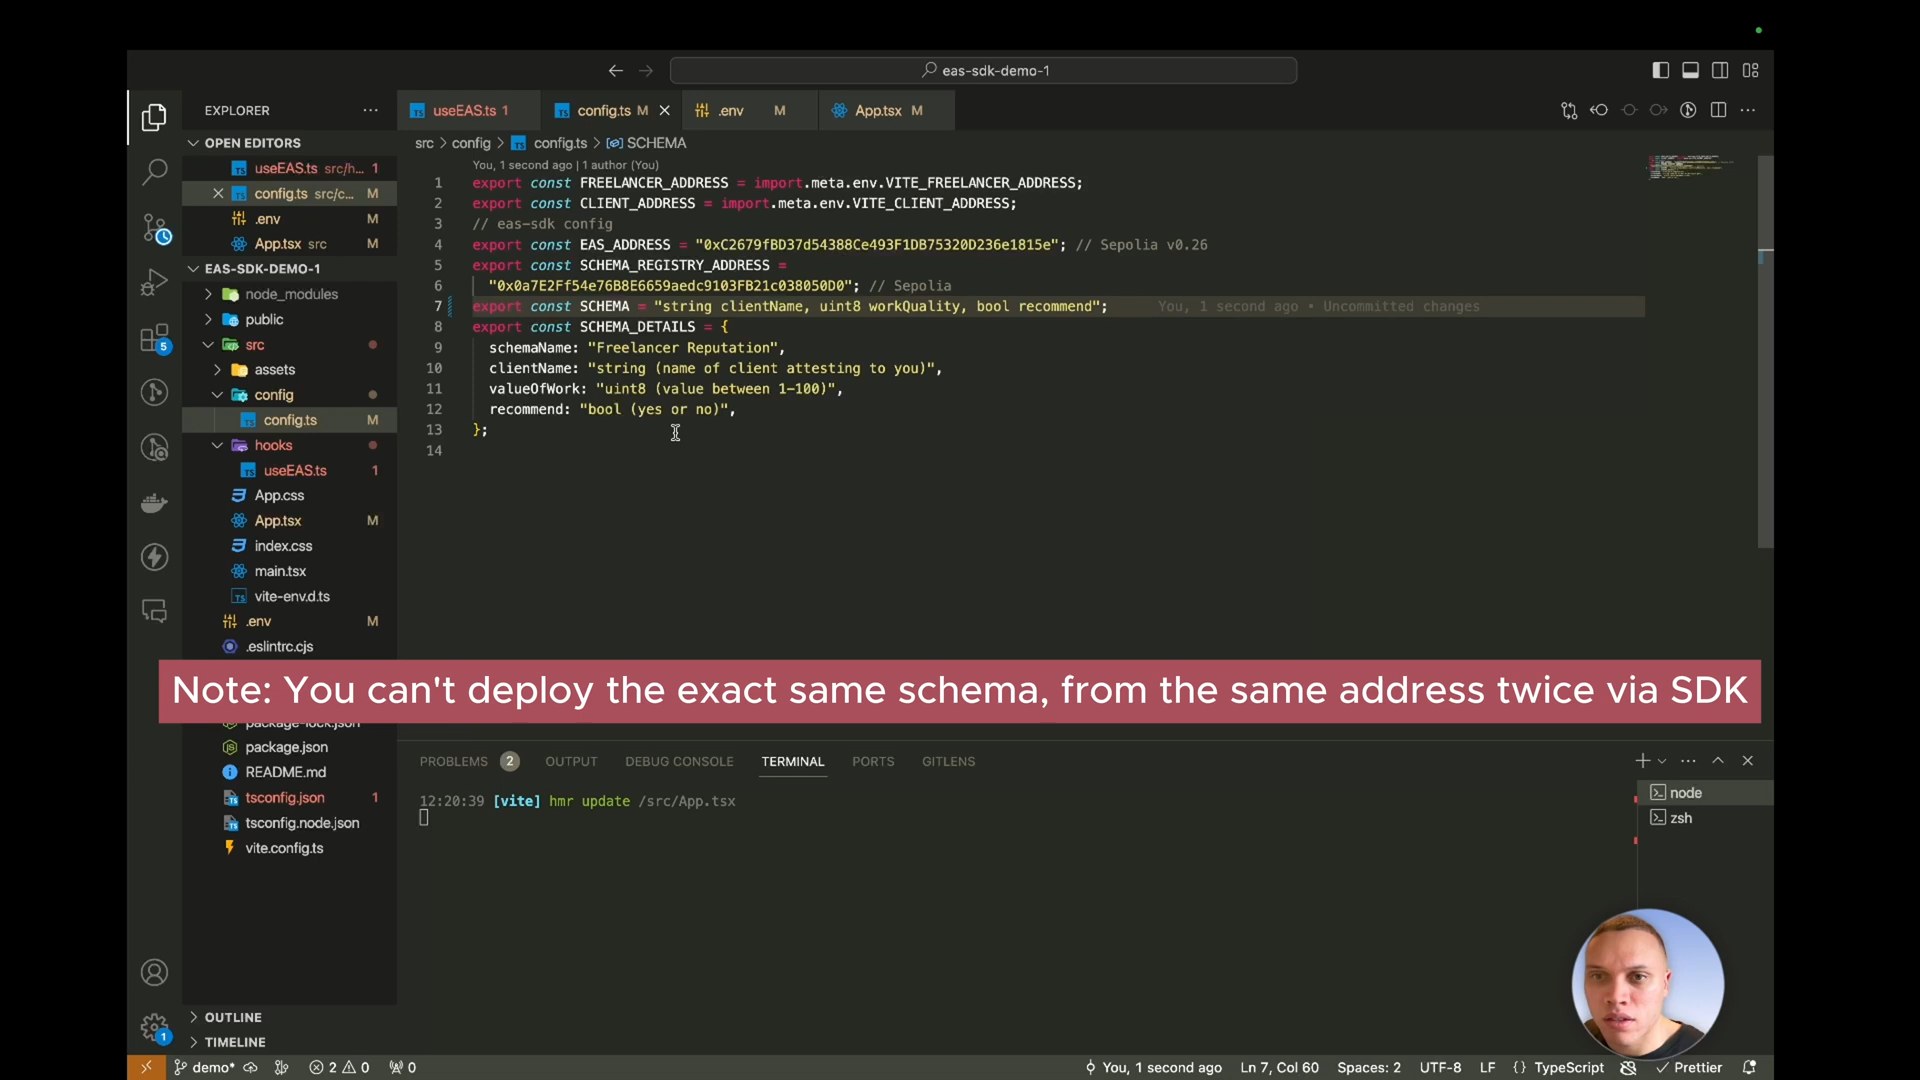 eas-sdk-demo-1
EXPLORER
useEAS.ts 1
config.ts M
.env M
App.tsx M
OPEN EDITORS
useEAS.ts src/h... 1
config.ts src/c... M
.env M
App.tsx src M
EAS-SDK-DEMO-1
node_modules
public
src
assets
config
config.ts M
hooks
useEAS.ts 1
App.css
App.tsx M
index.css
main.tsx
vite-env.d.ts
.env M
.eslintrc.cjs
package-lock.json
package.json
README.md
tsconfig.json 1
tsconfig.node.json
vite.config.ts
OUTLINE
TIMELINE
src > config > config.ts > SCHEMA
You, 1 second ago | 1 author (You)
1 export const FREELANCER_ADDRESS = import.meta.env.VITE_FREELANCER_ADDRESS;
2 export const CLIENT_ADDRESS = import.meta.env.VITE_CLIENT_ADDRESS;
3 // eas-sdk config
4 export const EAS_ADDRESS = "0xC2679fBD37d54388Ce493F1DB75320D236e1815e"; // Sepolia v0.26
5 export const SCHEMA_REGISTRY_ADDRESS =
6 "0x0a7E2Ff54e76B8E6659aedc9103FB21c038050D0"; // Sepolia
7 export const SCHEMA = "string clientName, uint8 workQuality, bool recommend"; You, 1 second ago • Uncommitted changes
8 export const SCHEMA_DETAILS = {
9 schemaName: "Freelancer Reputation",
10 clientName: "string (name of client attesting to you)",
11 valueOfWork: "uint8 (value between 1-100)",
12 recommend: "bool (yes or no)",
13 };
14
Note: You can't deploy the exact same schema, from the same address twice via SDK
PROBLEMS 2 OUTPUT DEBUG CONSOLE TERMINAL PORTS GITLENS
12:20:39 [vite] hmr update /src/App.tsx
node
zsh
5
1
demo* 2 0 0 You, 1 second ago Ln 7, Col 60 Spaces: 2 UTF-8 LF {} TypeScript Prettier